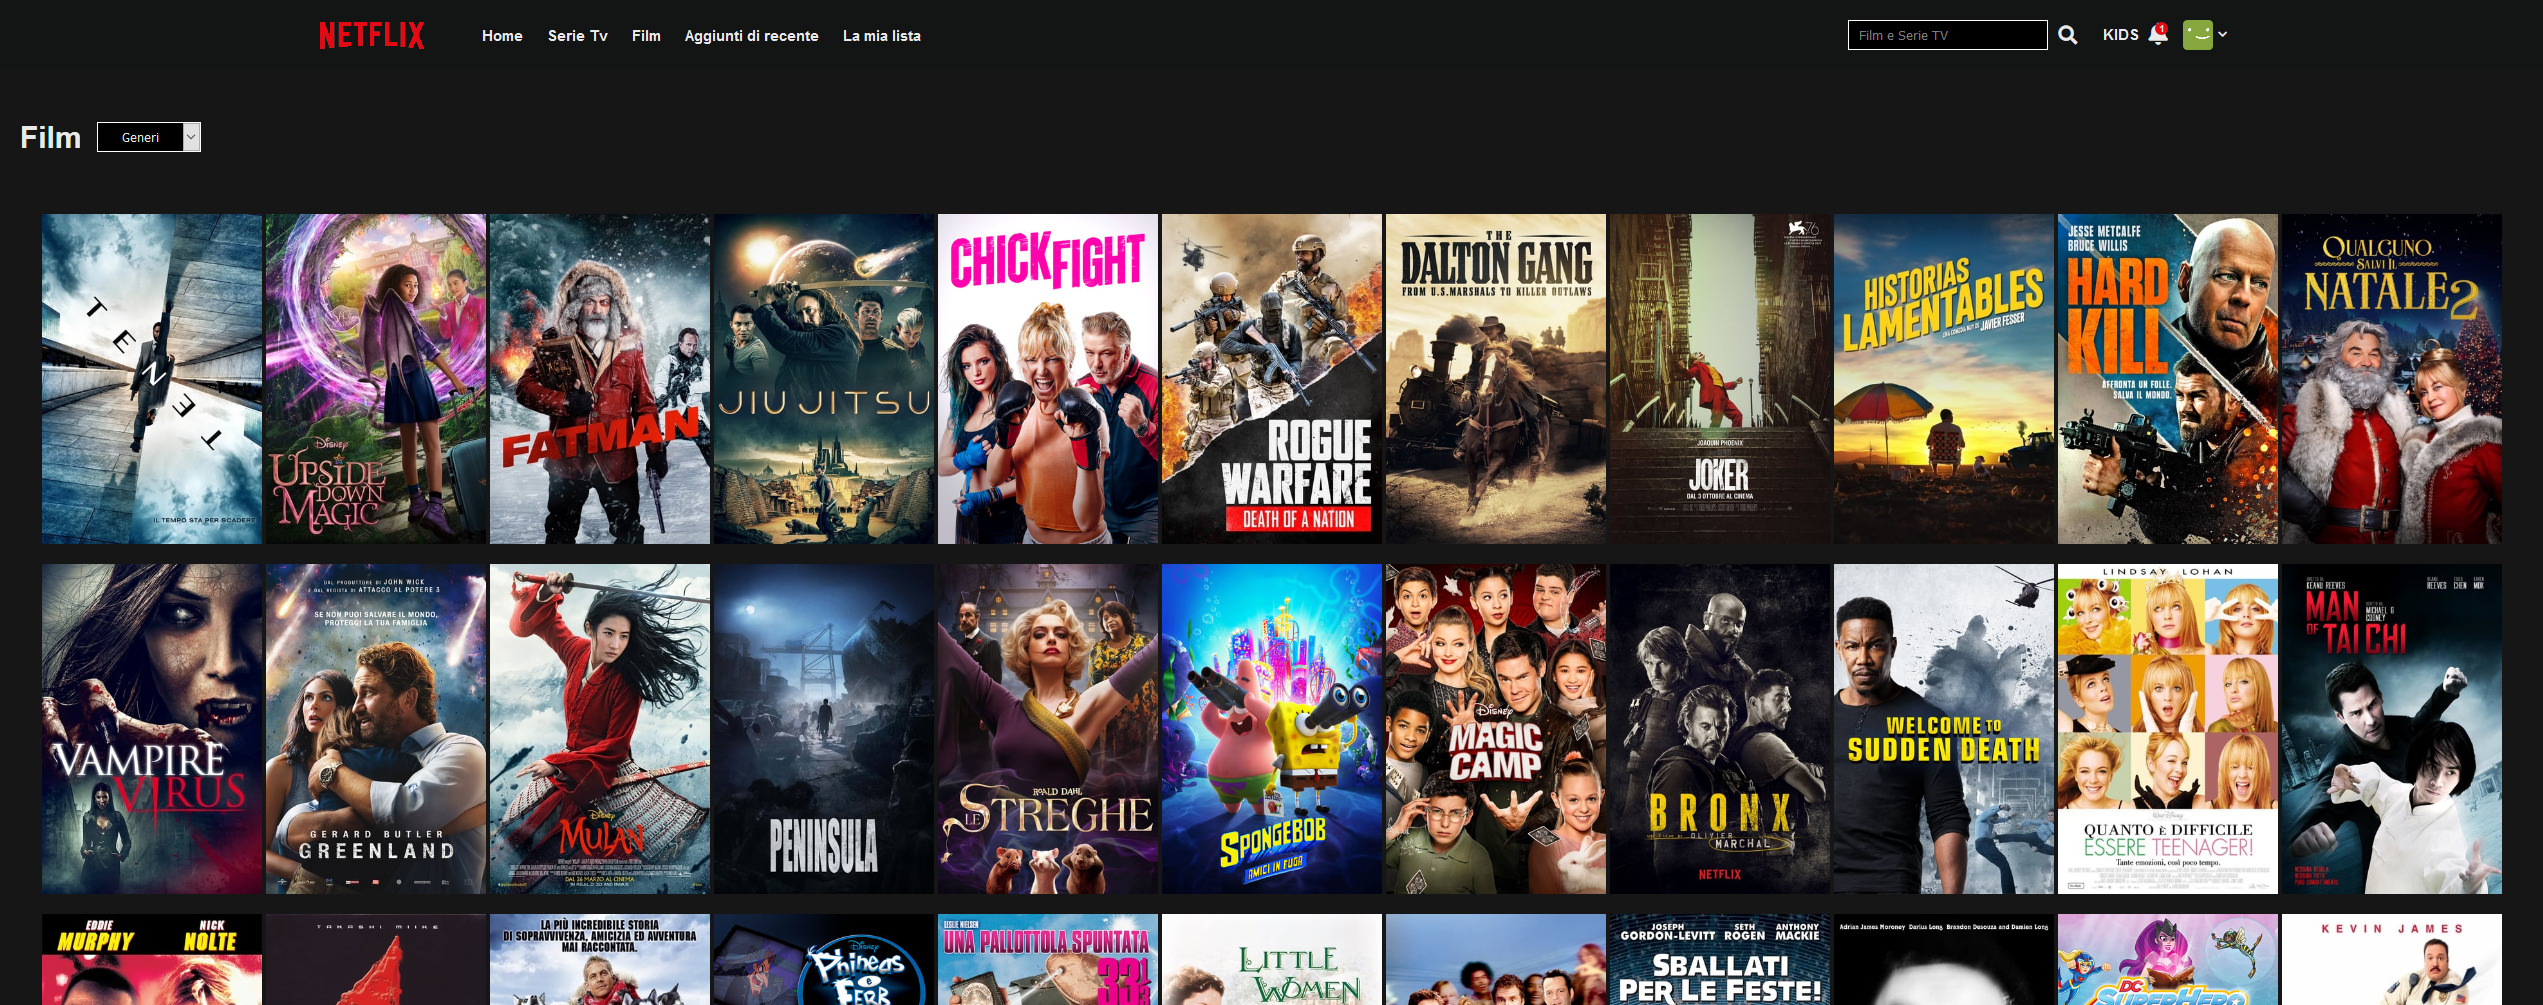 NETFLIX
Home
Serie Tv
Film
Aggiunti di recente
La mia lista
Film e Serie TV
KIDS
1
Film
Generi
TENET
IL TEMPO STA PER SCADERE
Disney
UPSIDE
DOWN
MAGIC
FATMAN
JIU JITSU
CHICK FIGHT
ROGUE
WARFARE
DEATH OF A NATION
THE
DALTON GANG
FROM U.S. MARSHALS TO KILLER OUTLAWS
76
JOAQUIN PHOENIX
JOKER
DAL 3 OTTOBRE AL CINEMA
HISTORIAS
LAMENTABLES
UNA COMEDIA MUY DE JAVIER FESSER
JESSE METCALFE
BRUCE WILLIS
HARD
KILL
AFFRONTA UN FOLLE.
SALVA IL MONDO.
QUALCUNO
SALVI IL
NATALE 2
VAMPIRE
VIRUS
DAL PRODUTTORE DI JOHN WICK
E DAL REGISTA DI ATTACCO AL POTERE 3
SE NON PUOI SALVARE IL MONDO,
PROTEGGI LA TUA FAMIGLIA
GERARD BUTLER
GREENLAND
Disney
MULAN
DAL 26 MARZO AL CINEMA
PENINSULA
ROALD DAHL
LE STREGHE
SPONGEBOB
AMICI IN FUGA
Disney
MAGIC
CAMP
BRONX
OLIVIER
MARCHAL
NETFLIX
WELCOME TO
SUDDEN DEATH
LINDSAY LOHAN
QUANTO è DIFFICILE
ESSERE TEENAGER!
Tante emozioni, così poco tempo.
KEANU REEVES
MAN
OF
TAI CHI
MICHAEL G
COONEY
EDDIE
MURPHY
NICK
NOLTE
TAKASHI MIIKE
LA PIÙ INCREDIBILE STORIA
DI SOPRAVVIVENZA, AMICIZIA ED AVVENTURA
MAI RACCONTATA.
Disney
Phineas
E
FERB
LESLIE NIELSEN
UNA PALLOTTOLA SPUNTATA
33 1/3
LITTLE
WOMEN
JOSEPH
GORDON-LEVITT
SETH
ROGEN
ANTHONY
MACKIE
SBALLATI
PER LE FESTE!
Adrian James Moroney Darius Long Brandon Desouza and Damien Long
DC
SUPERHERO
KEVIN JAMES